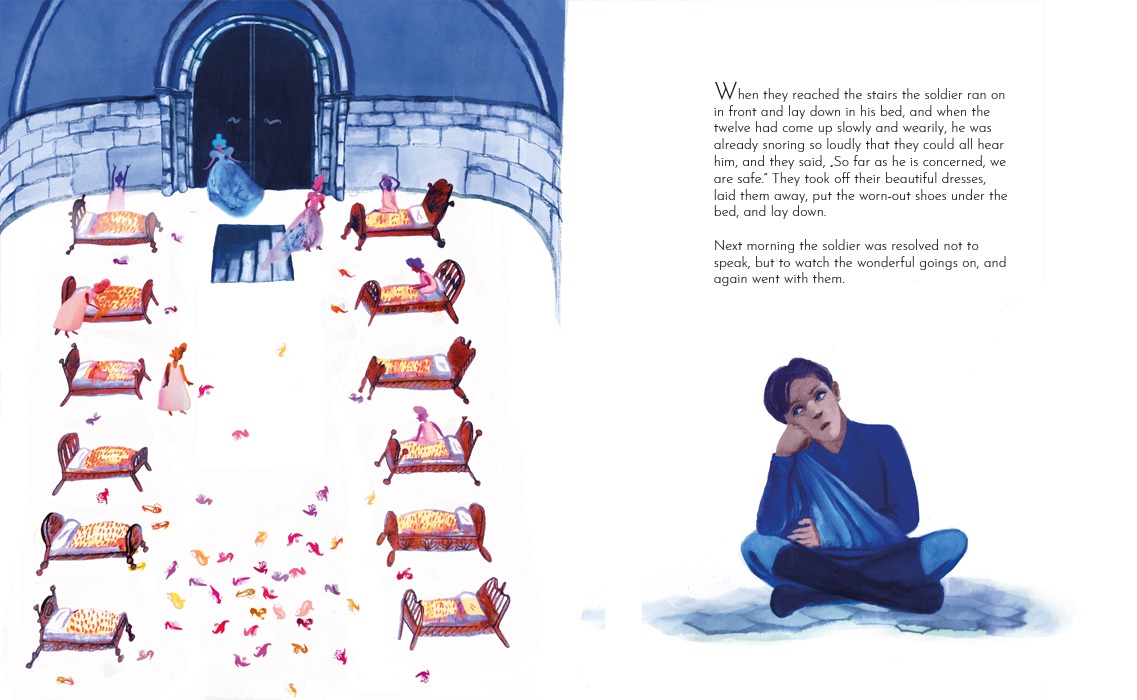 When they reached the stairs the soldier ran on
in front and lay down in his bed, and when the
twelve had come up slowly and wearily, he was
already snoring so loudly that they could all hear
him, and they said, „So far as he is concerned, we
are safe.“ They took off their beautiful dresses,
laid them away, put the worn-out shoes under the
bed, and lay down.
Next morning the soldier was resolved not to
speak, but to watch the wonderful goings on, and
again went with them.